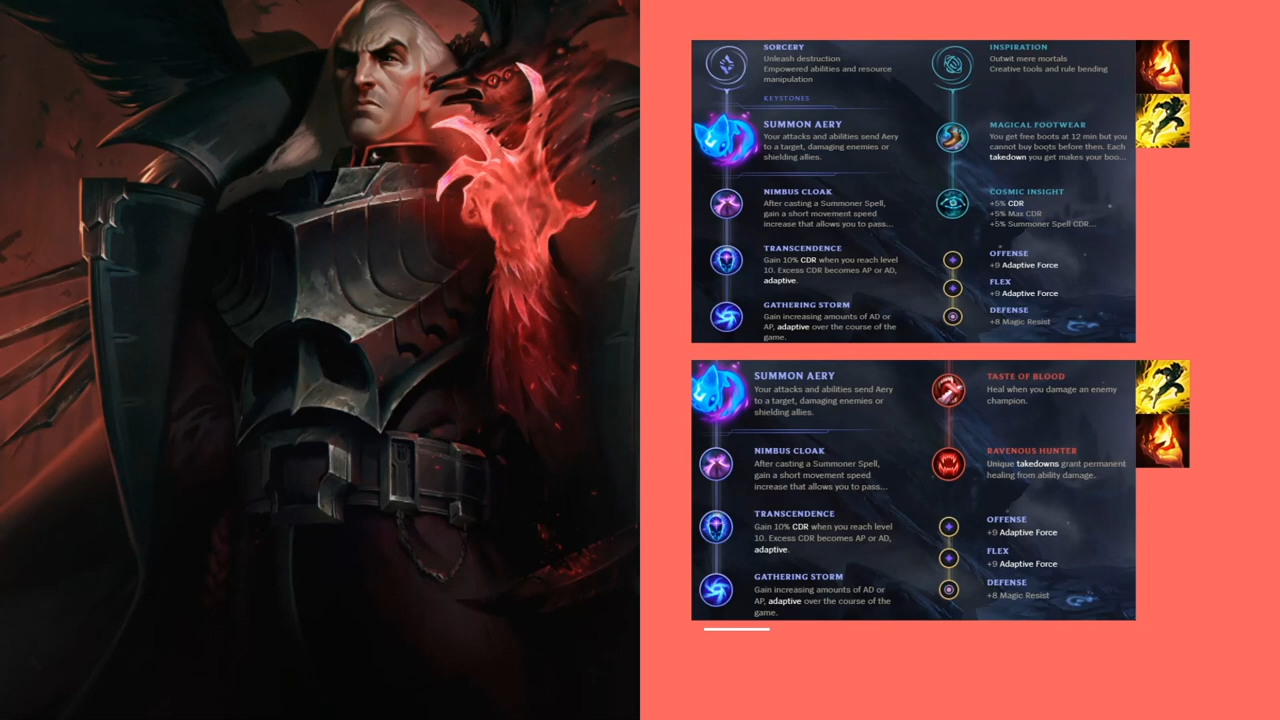 SORCERY
Unleash destruction
Empowered abilities and resource
manipulation
KEYSTONES
SUMMON AERY
Your attacks and abilities send Aery
to a target, damaging enemies or
shielding allies.
NIMBUS CLOAK
After casting a Summoner Spell,
gain a short movement speed
increase that allows you to pass...
TRANSCENDENCE
Gain 10% CDR when you reach level
10. Excess CDR becomes AP or AD,
adaptive.
GATHERING STORM
Gain increasing amounts of AD or
AP, adaptive over the course of the
game.
INSPIRATION
Outwit mere mortals
Creative tools and rule bending
MAGICAL FOOTWEAR
You get free boots at 12 min but you
cannot buy boots before then. Each
takedown you get makes your boo...
COSMIC INSIGHT
+5% CDR
+5% Max CDR
+5% Summoner Spell CDR...
OFFENSE
+9 Adaptive Force
FLEX
+9 Adaptive Force
DEFENSE
+8 Magic Resist
SUMMON AERY
Your attacks and abilities send Aery
to a target, damaging enemies or
shielding allies.
NIMBUS CLOAK
After casting a Summoner Spell,
gain a short movement speed
increase that allows you to pass...
TRANSCENDENCE
Gain 10% CDR when you reach level
10. Excess CDR becomes AP or AD,
adaptive.
GATHERING STORM
Gain increasing amounts of AD or
AP, adaptive over the course of the
game.
TASTE OF BLOOD
Heal when you damage an enemy
champion.
RAVENOUS HUNTER
Unique takedowns grant permanent
healing from ability damage.
OFFENSE
+9 Adaptive Force
FLEX
+9 Adaptive Force
DEFENSE
+8 Magic Resist